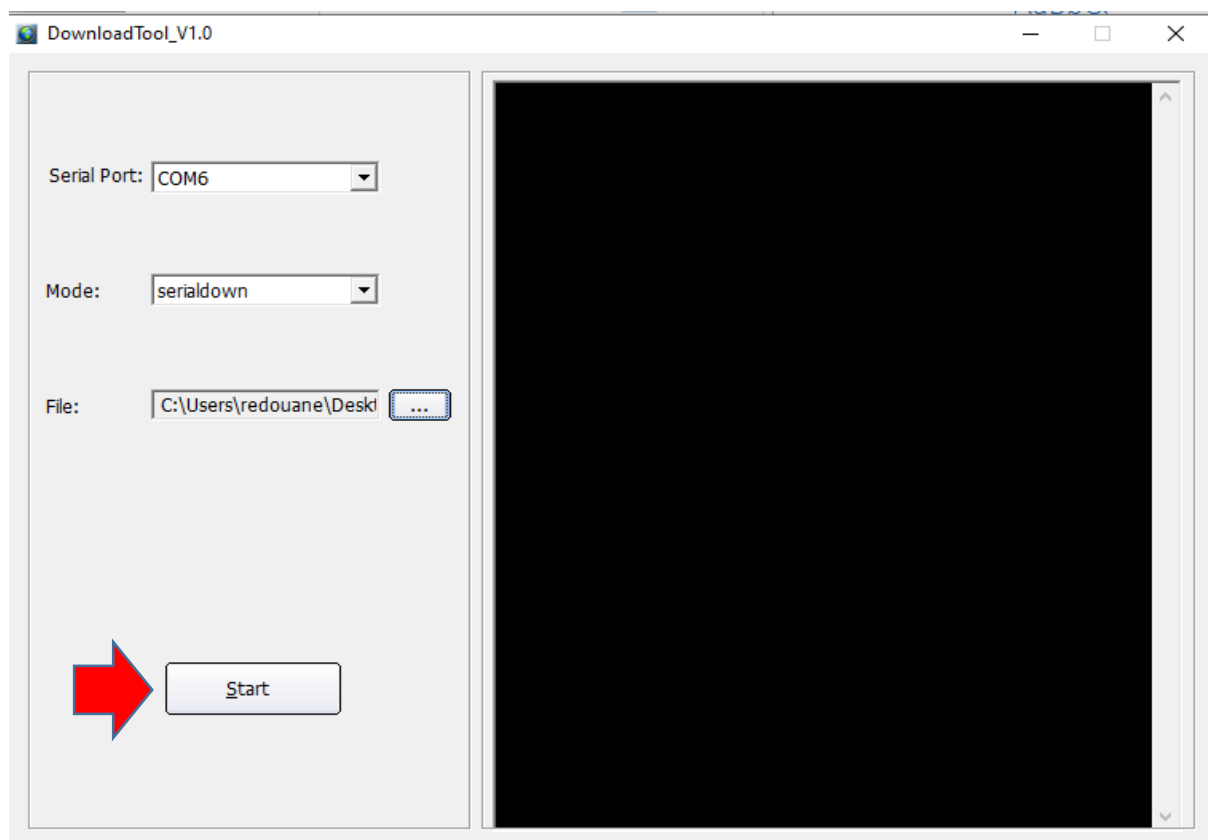 DownloadTool_V1.0
Serial Port: COM6
Mode: serialdown
File: C:\Users\redouane\Deskt ...
Start